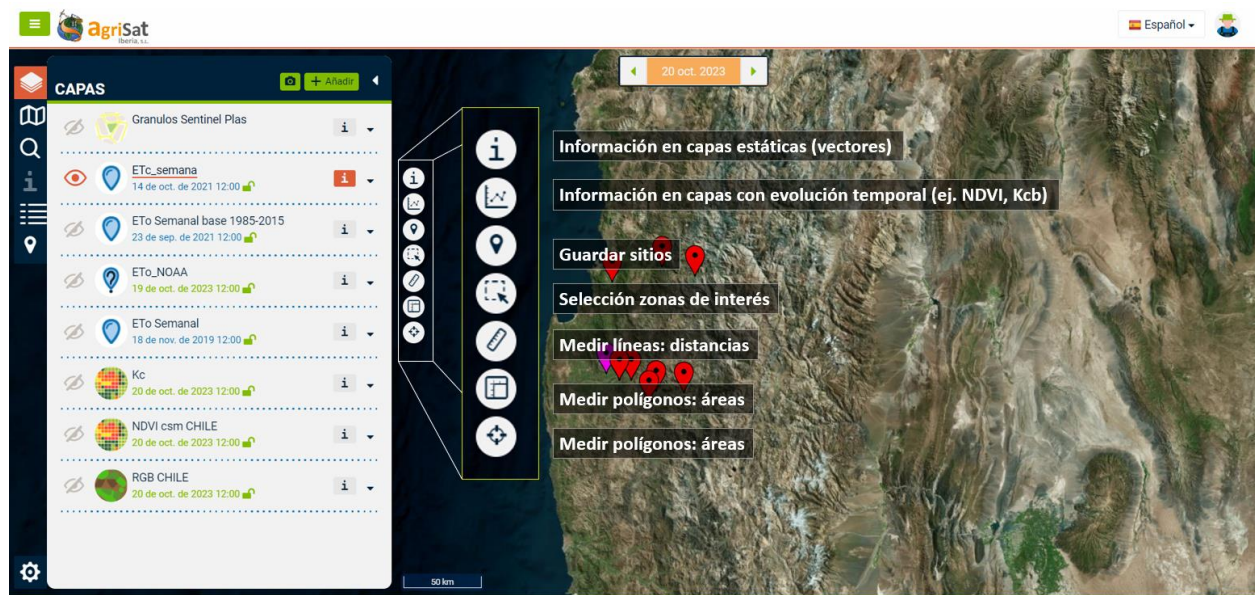 agriSat
Iberia, S.L.
Español
CAPAS
+ Añadir
20 oct. 2023
Granulos Sentinel Plas
i
ETc_semana
14 de oct. de 2021 12:00
i
ETo Semanal base 1985-2015
23 de sep. de 2021 12:00
i
ETo_NOAA
19 de oct. de 2023 12:00
i
ETo Semanal
18 de nov. de 2019 12:00
i
Kc
20 de oct. de 2023 12:00
i
NDVI csm CHILE
20 de oct. de 2023 12:00
i
RGB CHILE
20 de oct. de 2023 12:00
i
Información en capas estáticas (vectores)
Información en capas con evolución temporal (ej. NDVI, Kcb)
Guardar sitios
Selección zonas de interés
Medir líneas: distancias
Medir polígonos: áreas
Medir polígonos: áreas
50 km